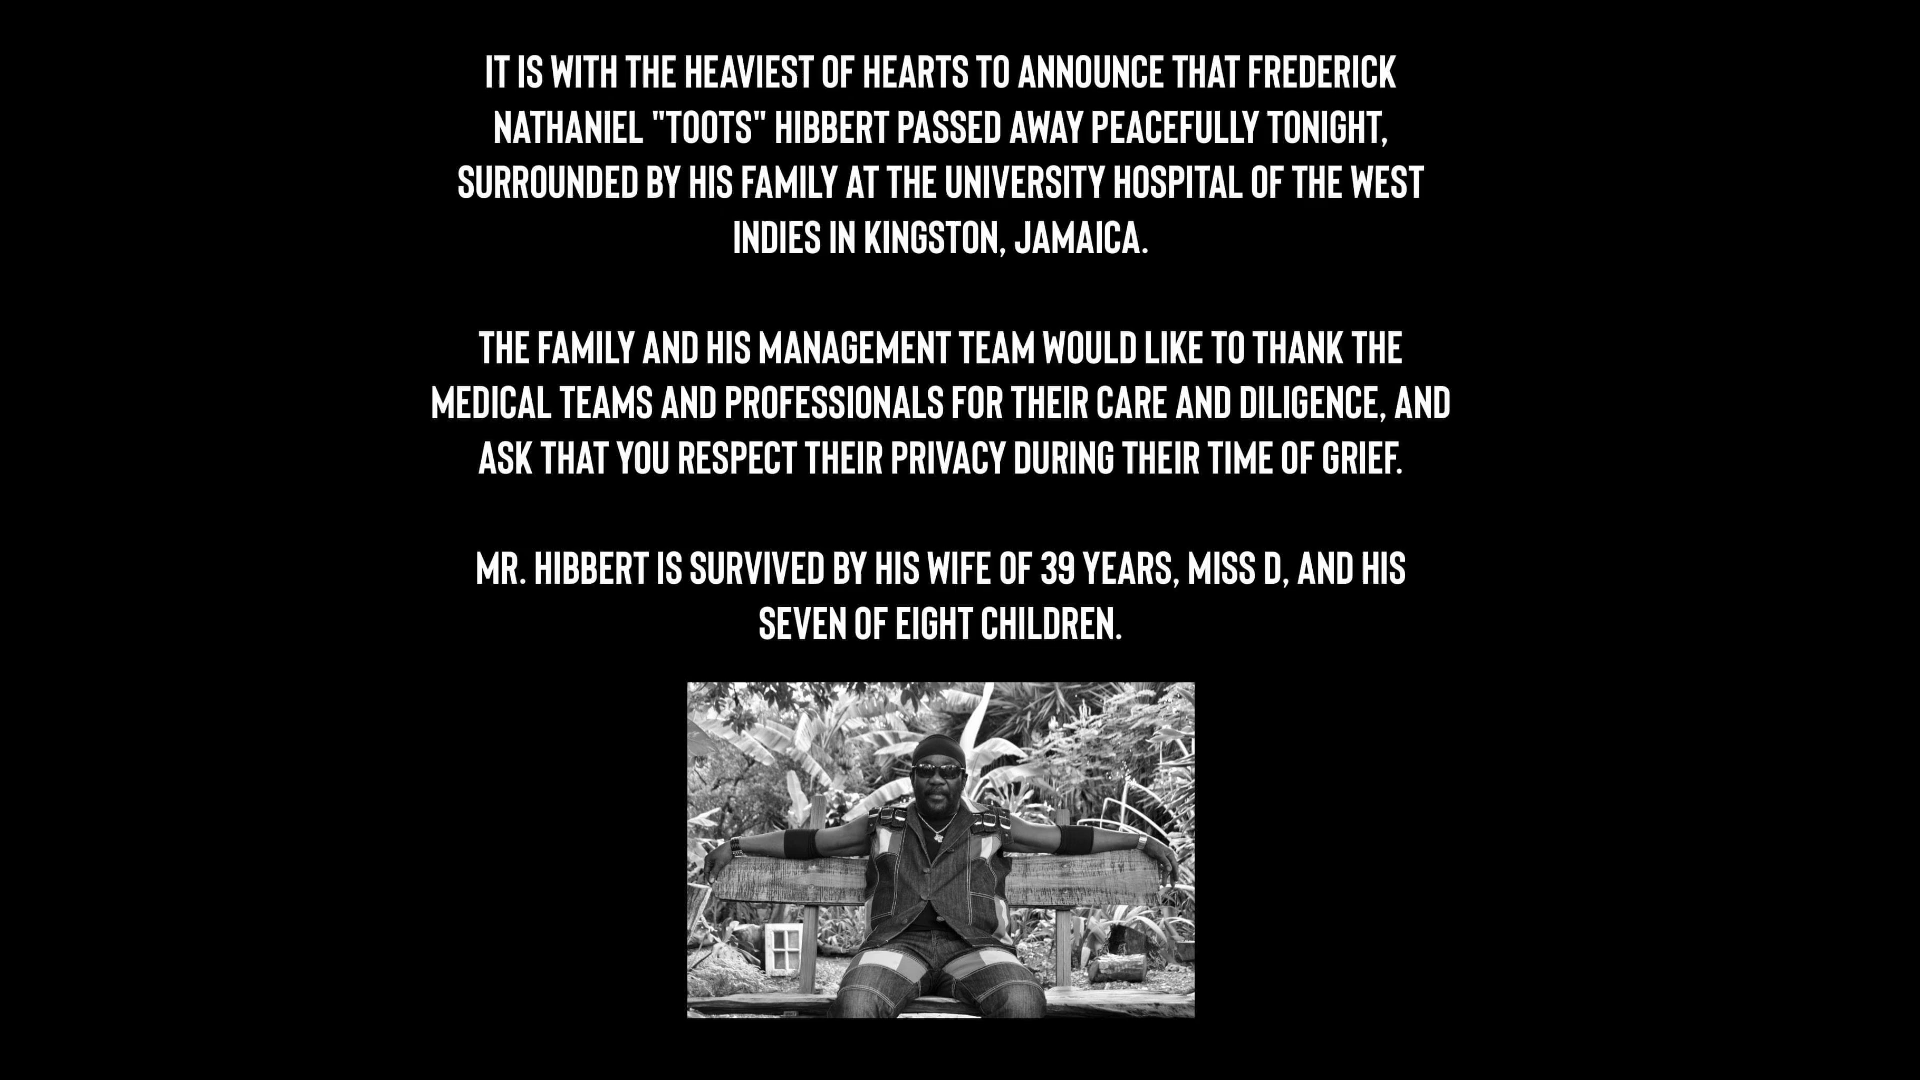 IT IS WITH THE HEAVIEST OF HEARTS TO ANNOUNCE THAT FREDERICK
NATHANIEL "TOOTS" HIBBERT PASSED AWAY PEACEFULLY TONIGHT,
SURROUNDED BY HIS FAMILY AT THE UNIVERSITY HOSPITAL OF THE WEST
INDIES IN KINGSTON, JAMAICA.
THE FAMILY AND HIS MANAGEMENT TEAM WOULD LIKE TO THANK THE
MEDICAL TEAMS AND PROFESSIONALS FOR THEIR CARE AND DILIGENCE, AND
ASK THAT YOU RESPECT THEIR PRIVACY DURING THEIR TIME OF GRIEF.
MR. HIBBERT IS SURVIVED BY HIS WIFE OF 39 YEARS, MISS D, AND HIS
SEVEN OF EIGHT CHILDREN.